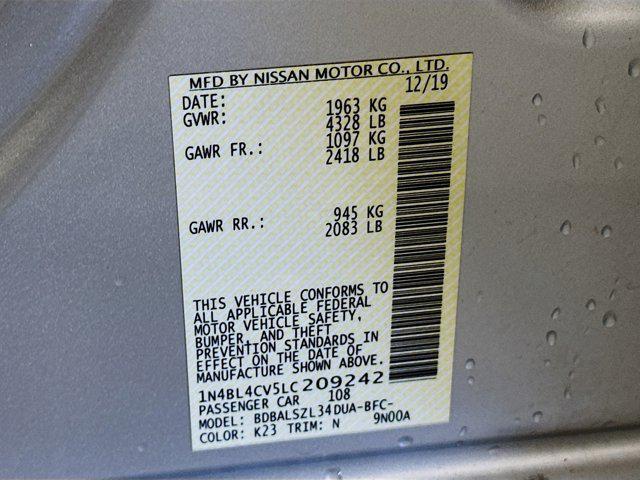 MFD BY NISSAN MOTOR CO., LTD.
DATE: 12/19
GVWR: 1963 KG
4328 LB
GAWR FR.: 1097 KG
2418 LB
GAWR RR.: 945 KG
2083 LB
THIS VEHICLE CONFORMS TO
ALL APPLICABLE FEDERAL
MOTOR VEHICLE SAFETY,
BUMPER, AND THEFT
PREVENTION STANDARDS IN
EFFECT ON THE DATE OF
MANUFACTURE SHOWN ABOVE.
1N4BL4CV5LC209242
PASSENGER CAR 108
MODEL: BDBALSZL34DUA-BFC-
COLOR: K23 TRIM: N 9N00A